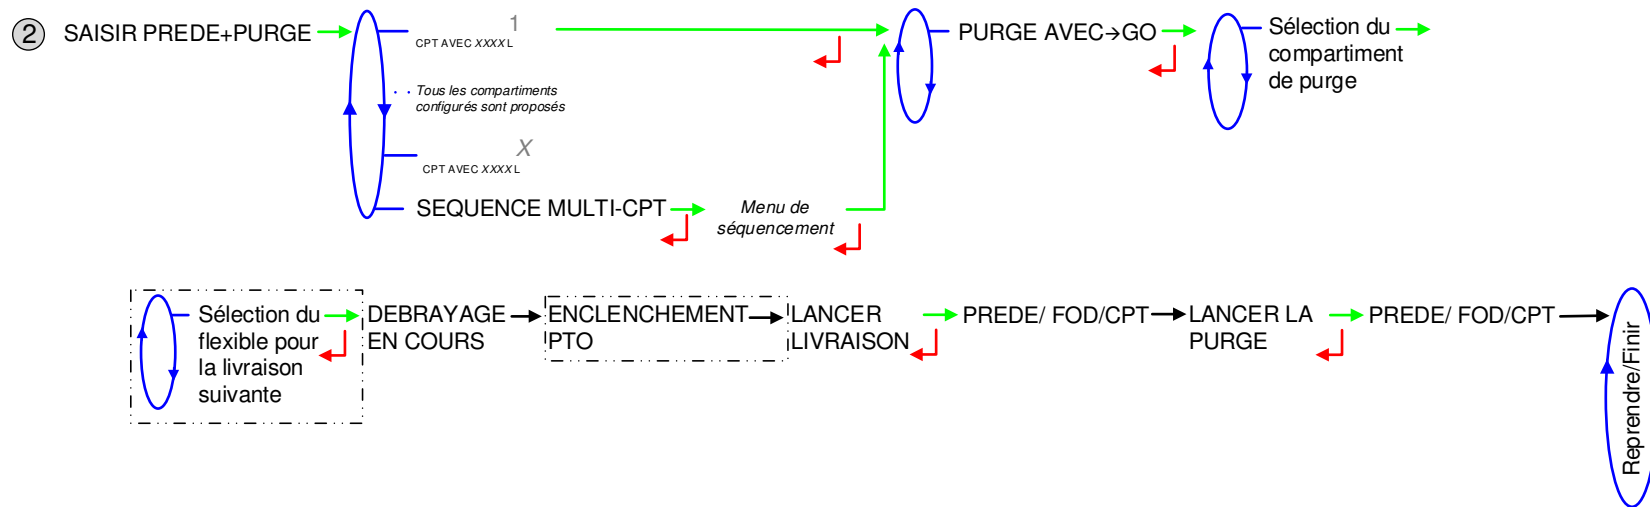 2 SAISIR PREDE+PURGE
1
CPT AVEC XXXX L
Tous les compartiments
configurés sont proposés
X
CPT AVEC XXXX L
SEQUENCE MULTI-CPT
Menu de
séquencement
PURGE AVEC→GO
Sélection du
compartiment
de purge
Sélection du
flexible pour
la livraison
suivante
DEBRAYAGE
EN COURS
ENCLENCHEMENT
PTO
LANCER
LIVRAISON
PREDE/ FOD/CPT
LANCER LA
PURGE
PREDE/ FOD/CPT
Reprendre/Finir